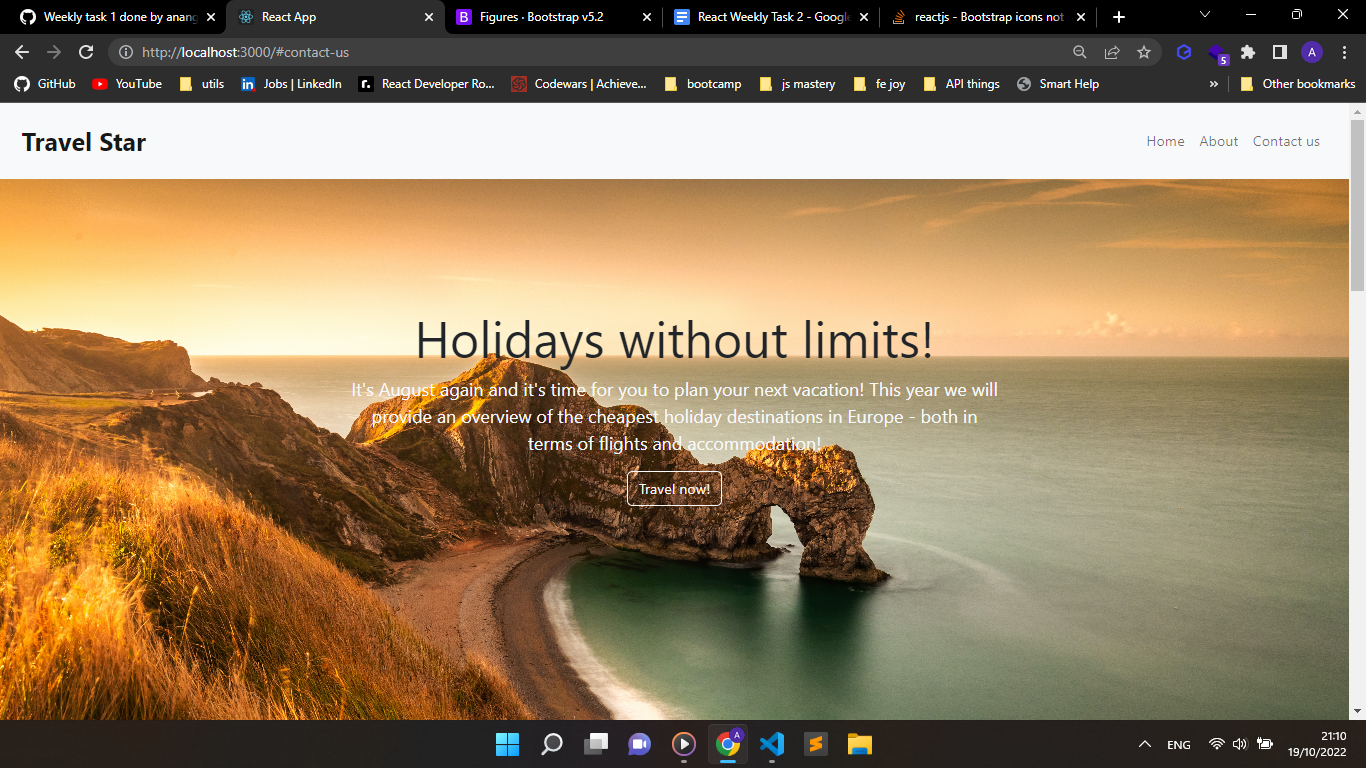 Weekly task 1 done by anang
React App
Figures · Bootstrap v5.2
React Weekly Task 2 - Google
reactjs - Bootstrap icons not
http://localhost:3000/#contact-us
5
A
GitHub
YouTube
utils
Jobs | LinkedIn
React Developer Ro...
Codewars | Achieve...
bootcamp
js mastery
fe joy
API things
Smart Help
»
Other bookmarks
Travel Star
Home
About
Contact us
Holidays without limits!
It's August again and it's time for you to plan your next vacation! This year we will
provide an overview of the cheapest holiday destinations in Europe - both in
terms of flights and accommodation!
Travel now!
A
ENG
21:10
19/10/2022